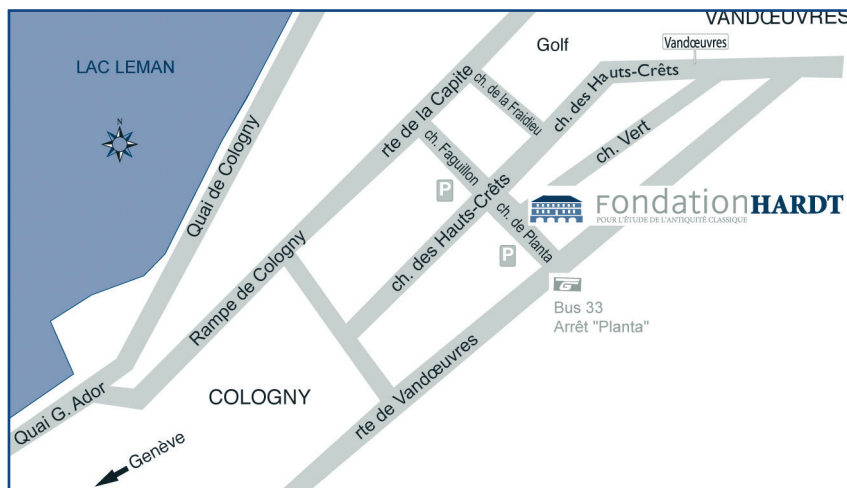 VANDŒUVRES
Golf
Vandœuvres
LAC LEMAN
N
Quai de Cologny
rte de la Capite
ch. de la Fraidieu
ch. des Hauts-Crêts
ch. Faguillon
ch. Vert
P
ch. des Hauts-Crêts
ch. de Planta
FONDATION HARDT
POUR L'ÉTUDE DE L'ANTIQUITÉ CLASSIQUE
P
Rampe de Cologny
Bus 33
Arrêt "Planta"
rte de Vandœuvres
COLOGNY
Quai G. Ador
Genève